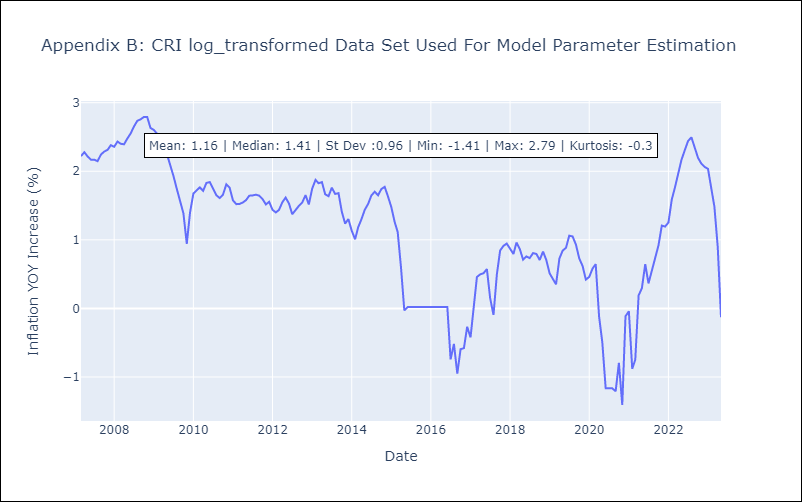 Appendix B: CRI log_transformed Data Set Used For Model Parameter Estimation
Mean: 1.16 | Median: 1.41 | St Dev :0.96 | Min: -1.41 | Max: 2.79 | Kurtosis: -0.3
Inflation YOY Increase (%)
3
2
1
0
−1
2008 2010 2012 2014 2016 2018 2020 2022
Date